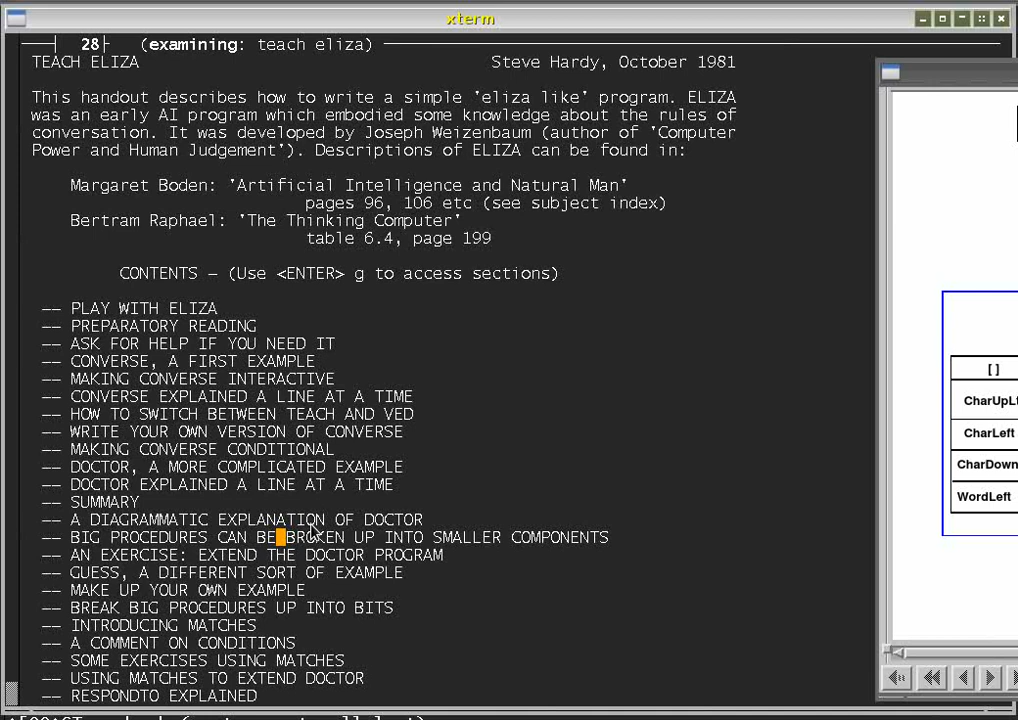 xterm
28 (examining: teach eliza)
TEACH ELIZA Steve Hardy, October 1981
This handout describes how to write a simple 'eliza like' program. ELIZA
was an early AI program which embodied some knowledge about the rules of
conversation. It was developed by Joseph Weizenbaum (author of 'Computer
Power and Human Judgement'). Descriptions of ELIZA can be found in:
Margaret Boden: 'Artificial Intelligence and Natural Man'
pages 96, 106 etc (see subject index)
Bertram Raphael: 'The Thinking Computer'
table 6.4, page 199
CONTENTS - (Use <ENTER> g to access sections)
-- PLAY WITH ELIZA
-- PREPARATORY READING
-- ASK FOR HELP IF YOU NEED IT
-- CONVERSE, A FIRST EXAMPLE
-- MAKING CONVERSE INTERACTIVE
-- CONVERSE EXPLAINED A LINE AT A TIME
-- HOW TO SWITCH BETWEEN TEACH AND VED
-- WRITE YOUR OWN VERSION OF CONVERSE
-- MAKING CONVERSE CONDITIONAL
-- DOCTOR, A MORE COMPLICATED EXAMPLE
-- DOCTOR EXPLAINED A LINE AT A TIME
-- SUMMARY
-- A DIAGRAMMATIC EXPLANATION OF DOCTOR
-- BIG PROCEDURES CAN BE BROKEN UP INTO SMALLER COMPONENTS
-- AN EXERCISE: EXTEND THE DOCTOR PROGRAM
-- GUESS, A DIFFERENT SORT OF EXAMPLE
-- MAKE UP YOUR OWN EXAMPLE
-- BREAK BIG PROCEDURES UP INTO BITS
-- INTRODUCING MATCHES
-- A COMMENT ON CONDITIONS
-- SOME EXERCISES USING MATCHES
-- USING MATCHES TO EXTEND DOCTOR
-- RESPONDTO EXPLAINED
[]
CharUpL
CharLeft
CharDown
WordLeft